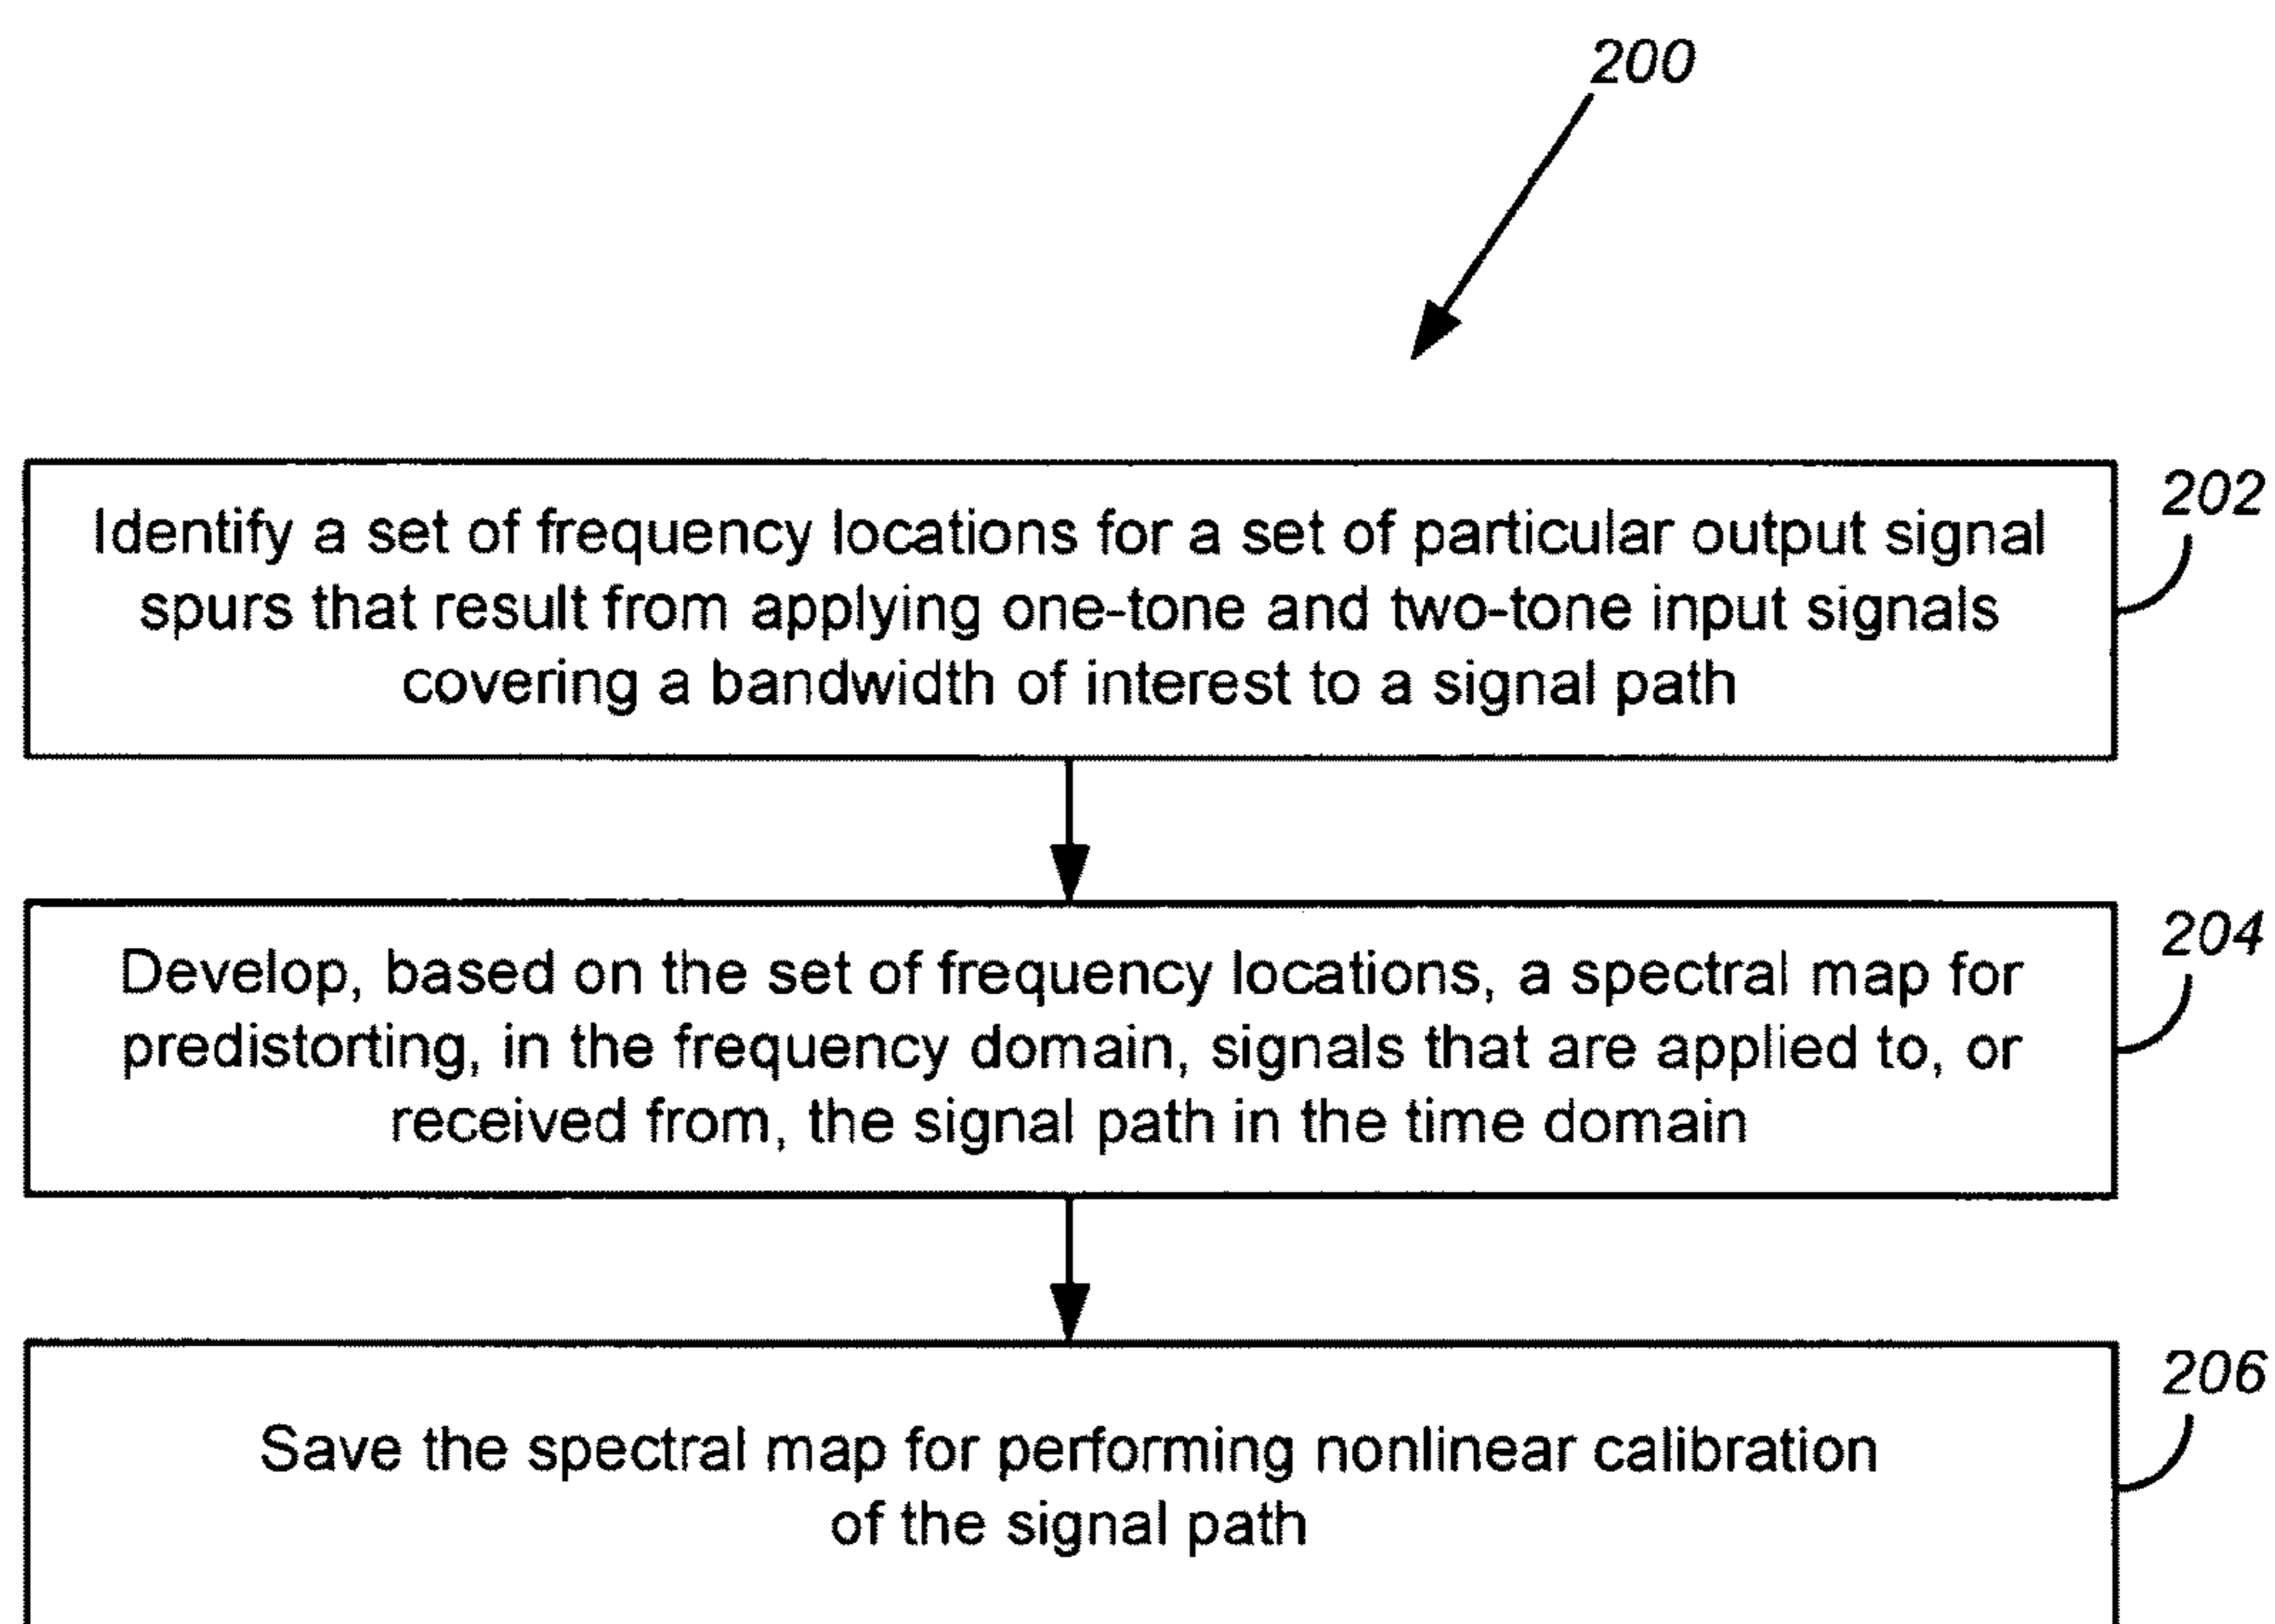 200
202
Identify a set of frequency locations for a set of particular output signal
spurs that result from applying one-tone and two-tone input signals
covering a bandwidth of interest to a signal path
204
Develop, based on the set of frequency locations, a spectral map for
predistorting, in the frequency domain, signals that are applied to, or
received from, the signal path in the time domain
206
Save the spectral map for performing nonlinear calibration
of the signal path